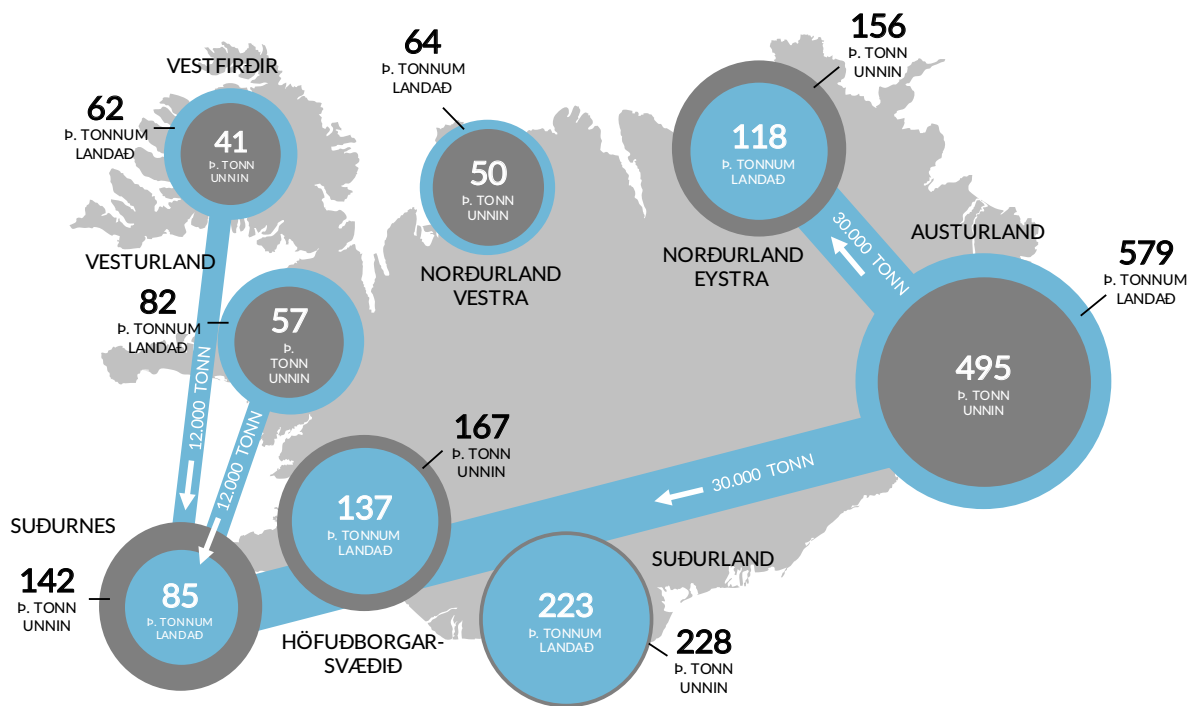 VESTFIRÐIR
62
Þ. TONNUM
LANDAÐ
41
Þ. TONN
UNNIN
64
Þ. TONNUM
LANDAÐ
50
Þ. TONN
UNNIN
NORÐURLAND
VESTRA
156
Þ. TONN
UNNIN
118
Þ. TONNUM
LANDAÐ
NORÐURLAND
EYSTRA
30.000 TONN
AUSTURLAND
579
Þ. TONNUM
LANDAÐ
495
Þ. TONN
UNNIN
VESTURLAND
82
Þ. TONNUM
LANDAÐ
57
Þ.
TONN
UNNIN
12.000 TONN
12.000 TONN
30.000 TONN
167
Þ. TONN
UNNIN
137
Þ. TONNUM
LANDAÐ
HÖFUÐBORGAR-
SVÆÐIÐ
SUÐURNES
142
Þ. TONN
UNNIN
85
Þ. TONNUM
LANDAÐ
SUÐURLAND
223
Þ. TONNUM
LANDAÐ
228
Þ. TONN
UNNIN